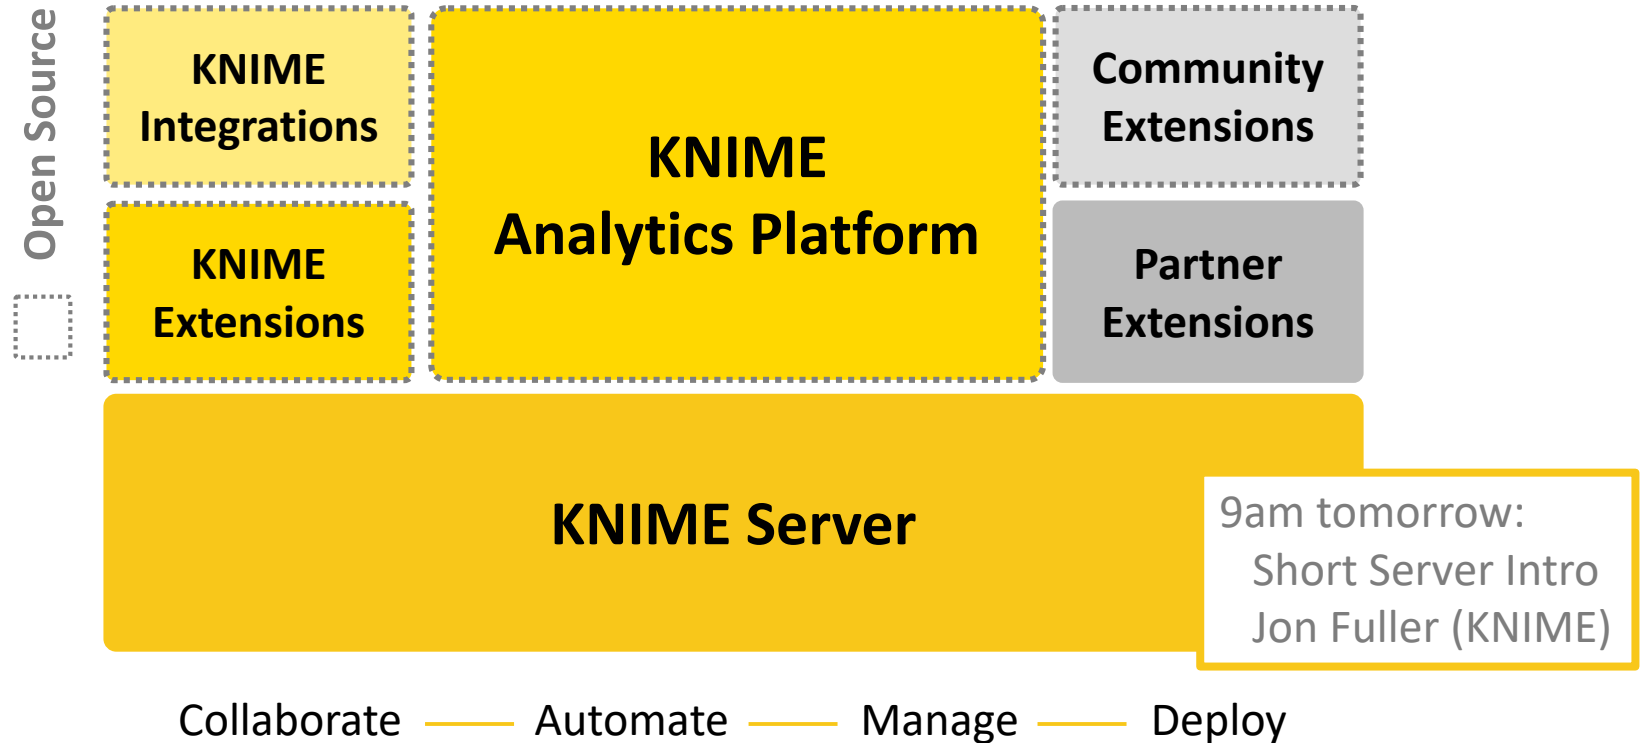 Open Source
KNIME
Integrations
KNIME
Extensions
KNIME
Analytics Platform
Community
Extensions
Partner
Extensions
KNIME Server
9am tomorrow:
Short Server Intro
Jon Fuller (KNIME)
Collaborate
Automate
Manage
Deploy